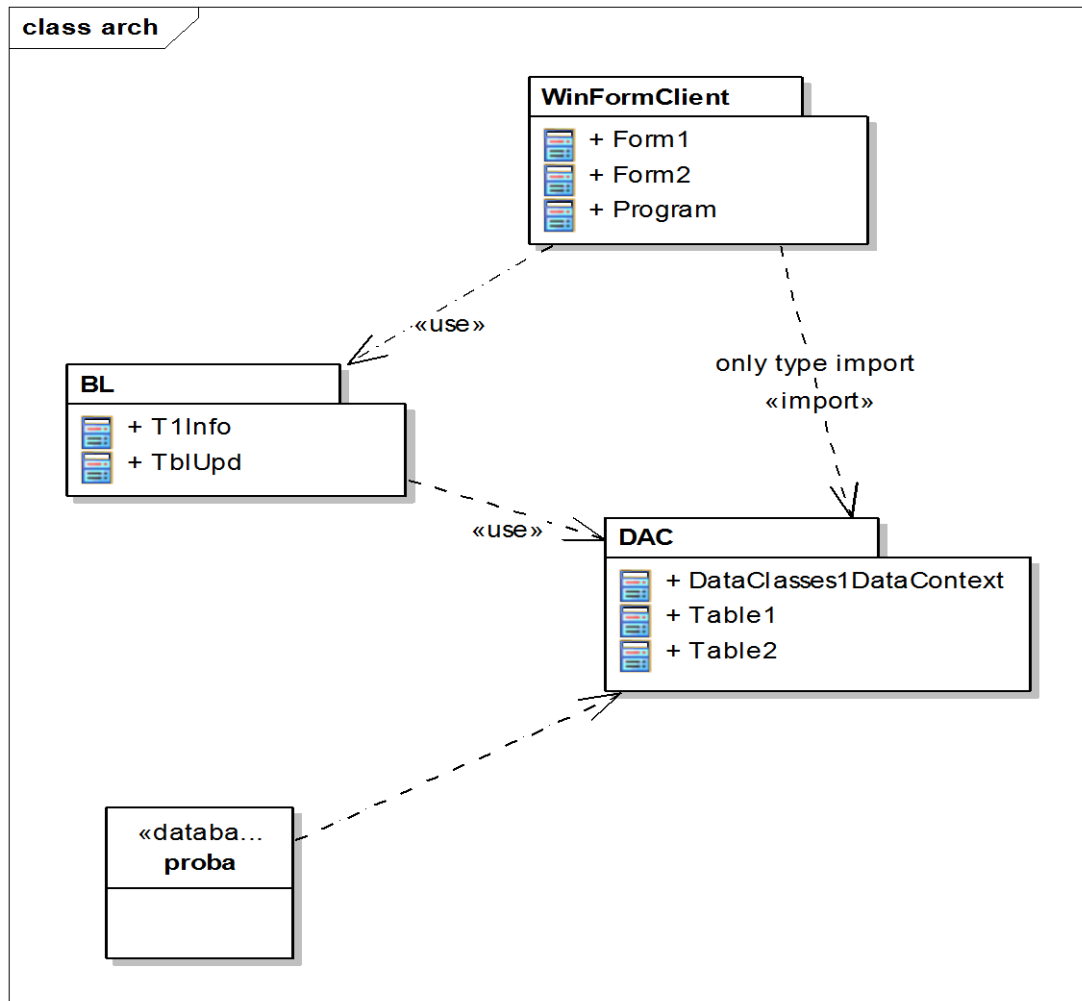 class arch
WinFormClient
+ Form1
+ Form2
+ Program
«use»
only type import
«import»
BL
+ T1Info
+ TblUpd
«use»
DAC
+ DataClasses1DataContext
+ Table1
+ Table2
«databa...
proba